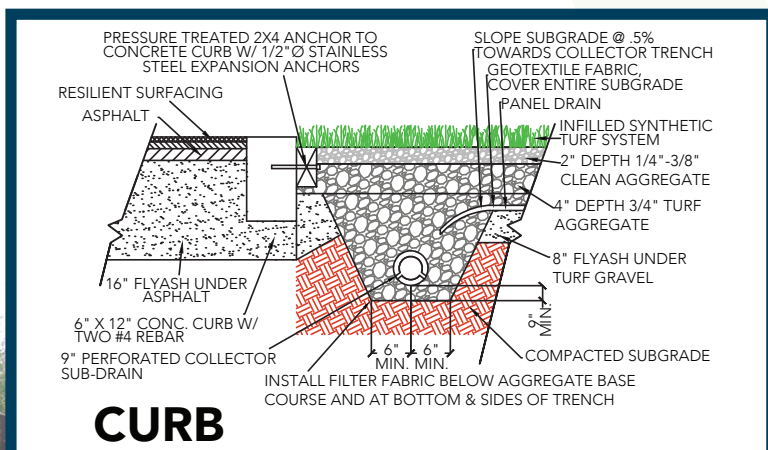 PRESSURE TREATED 2X4 ANCHOR TO
CONCRETE CURB W/ 1/2"Ø STAINLESS
STEEL EXPANSION ANCHORS
RESILIENT SURFACING
ASPHALT
SLOPE SUBGRADE @ .5%
TOWARDS COLLECTOR TRENCH
GEOTEXTILE FABRIC,
COVER ENTIRE SUBGRADE
PANEL DRAIN
INFILLED SYNTHETIC
TURF SYSTEM
2" DEPTH 1/4"-3/8"
CLEAN AGGREGATE
4" DEPTH 3/4" TURF
AGGREGATE
8" FLYASH UNDER
TURF GRAVEL
16" FLYASH UNDER
ASPHALT
6" X 12" CONC. CURB W/
TWO #4 REBAR
9" PERFORATED COLLECTOR
SUB-DRAIN
6" 6"
MIN. MIN.
9"
MIN.
COMPACTED SUBGRADE
INSTALL FILTER FABRIC BELOW AGGREGATE BASE
COURSE AND AT BOTTOM & SIDES OF TRENCH
CURB